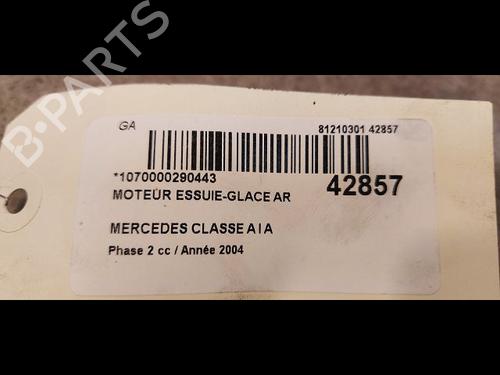 B-PARTS
GA
81210301 42857
*1070000290443
42857
MOTEUR ESSUIE-GLACE AR
MERCEDES CLASSE A I A
Phase 2 cc / Année 2004